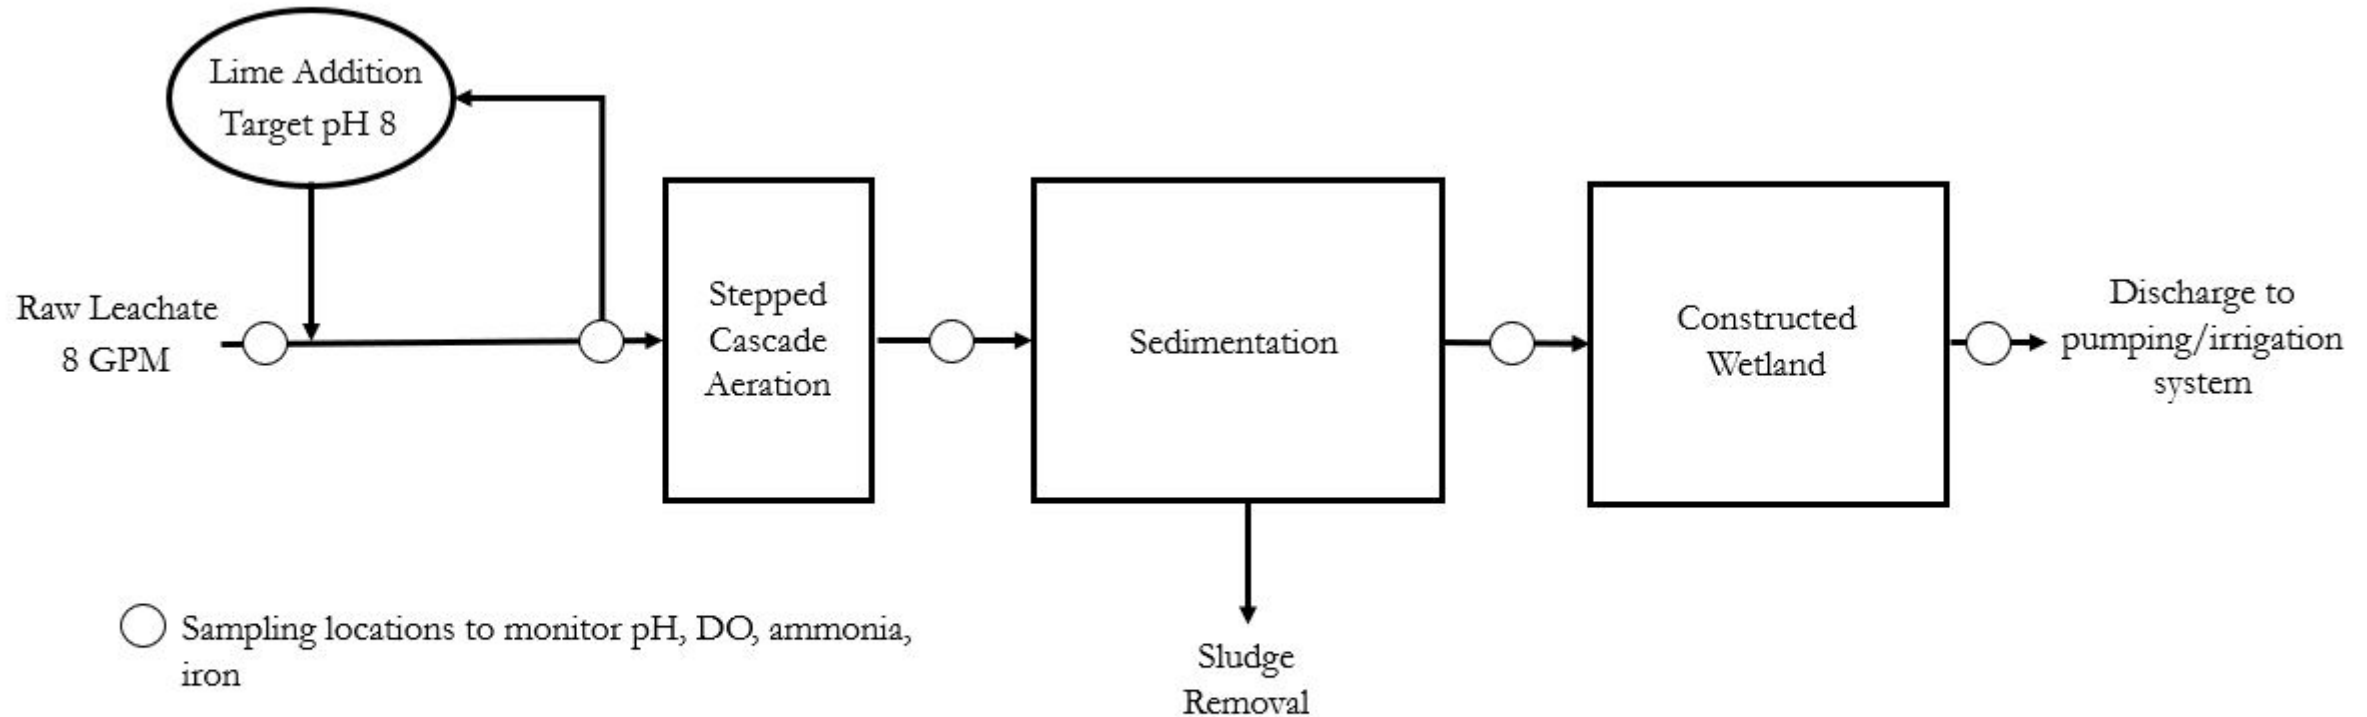 Lime Addition
Target pH 8
Raw Leachate
8 GPM
Stepped
Cascade
Aeration
Sedimentation
Constructed
Wetland
Discharge to
pumping/irrigation
system
Sludge
Removal
Sampling locations to monitor pH, DO, ammonia,
iron